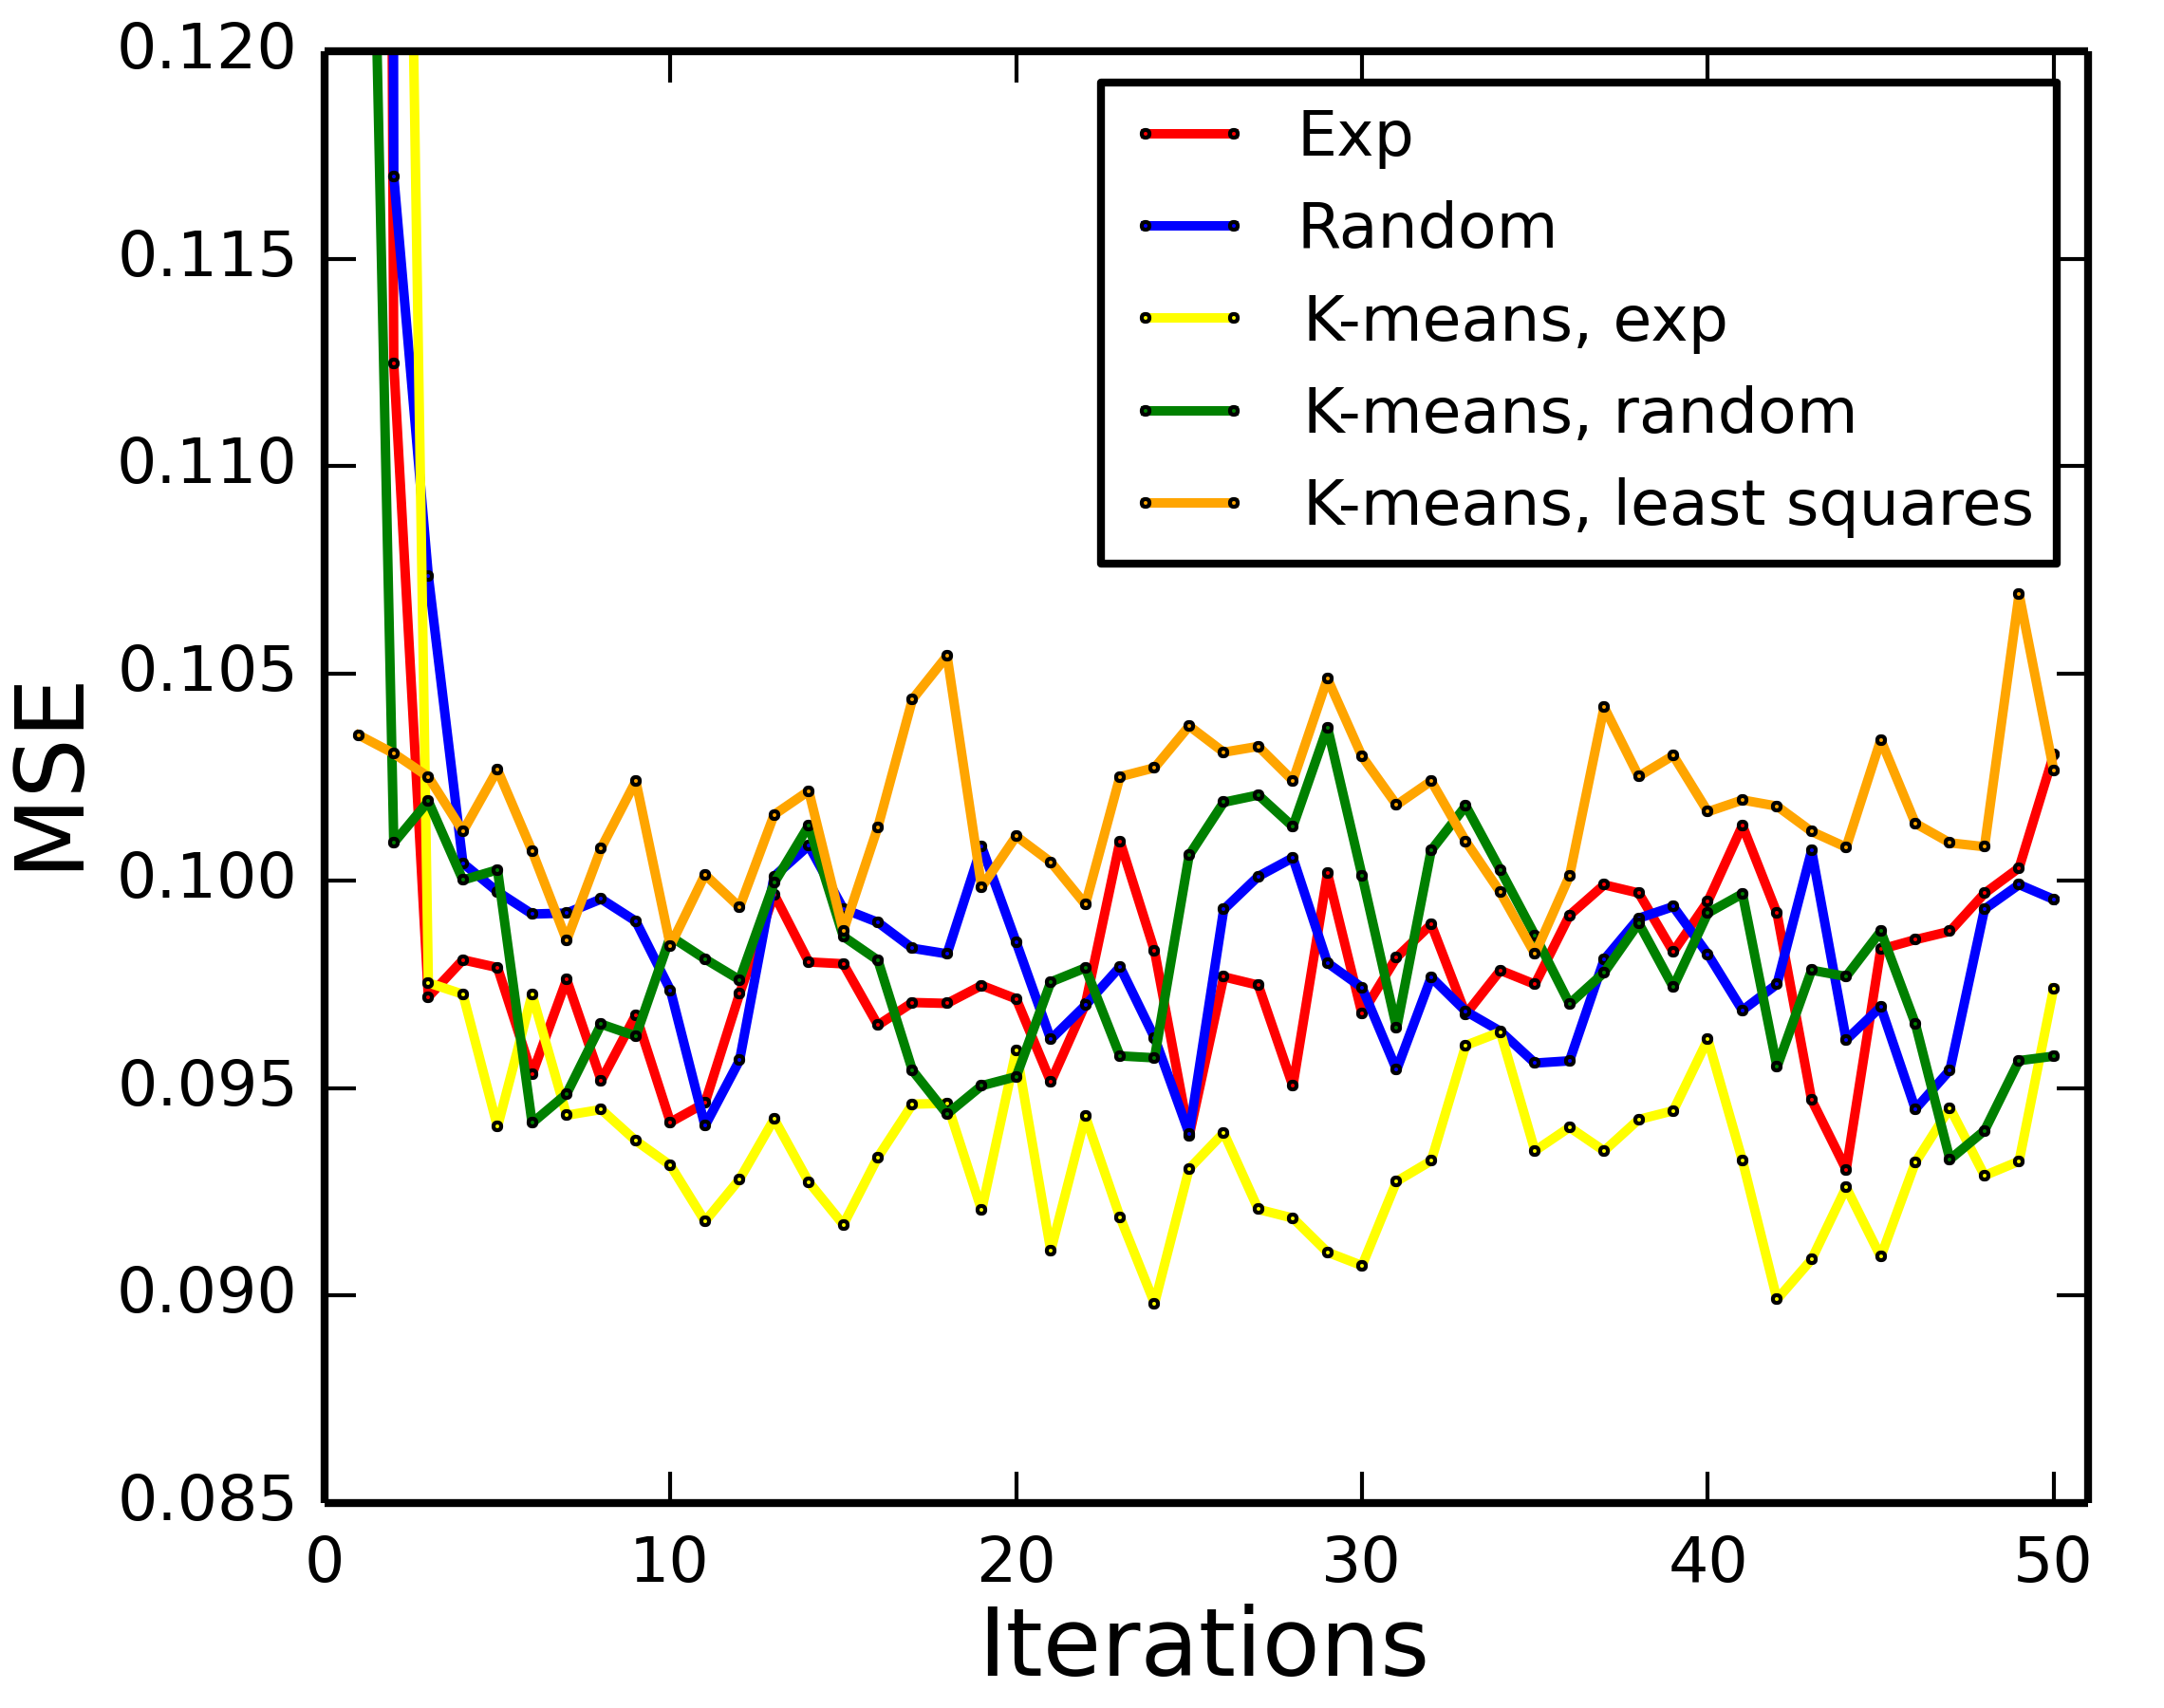 0.120
0.115
0.110
0.105
0.100
0.095
0.090
0.085
MSE
Exp
Random
K-means, exp
K-means, random
K-means, least squares
0 10 20 30 40 50
Iterations